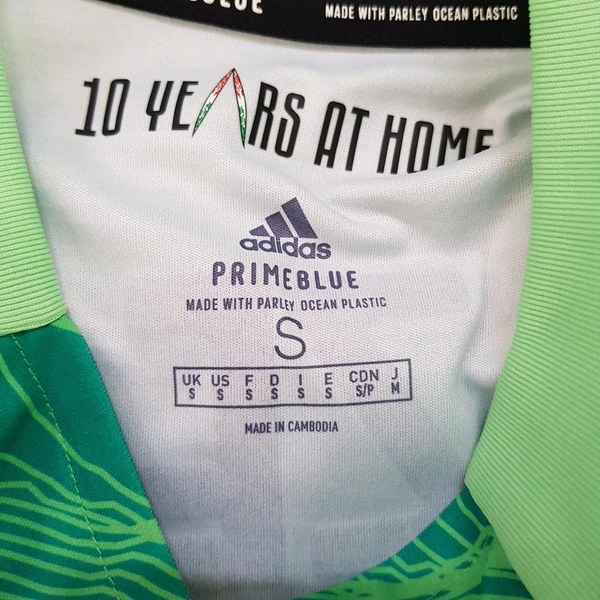 MADE WITH PARLEY OCEAN PLASTIC
10 YEARS AT HOME
adidas
PRIMEBLUE
MADE WITH PARLEY OCEAN PLASTIC
S
UK US F D I E CDN J
S S S S S S S/P M
MADE IN CAMBODIA